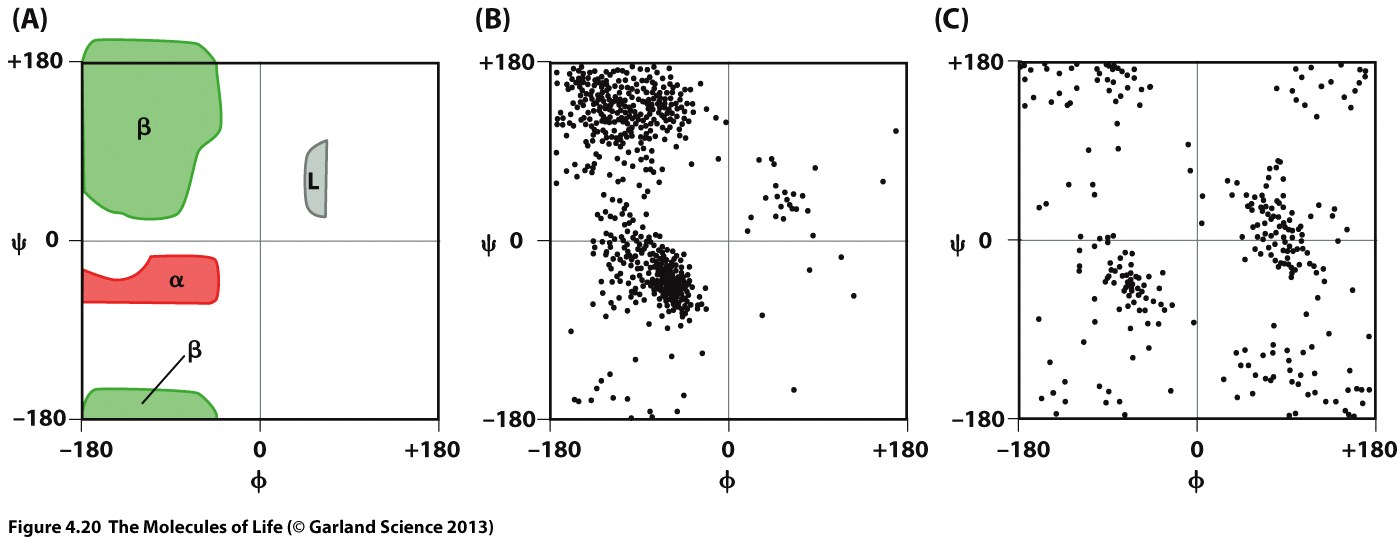 (A)
+180
β
L
ψ
0
α
β
−180
−180
0
+180
ϕ
(B)
+180
ψ
0
−180
−180
0
+180
ϕ
(C)
+180
ψ
0
−180
−180
0
+180
ϕ
Figure 4.20 The Molecules of Life (© Garland Science 2013)